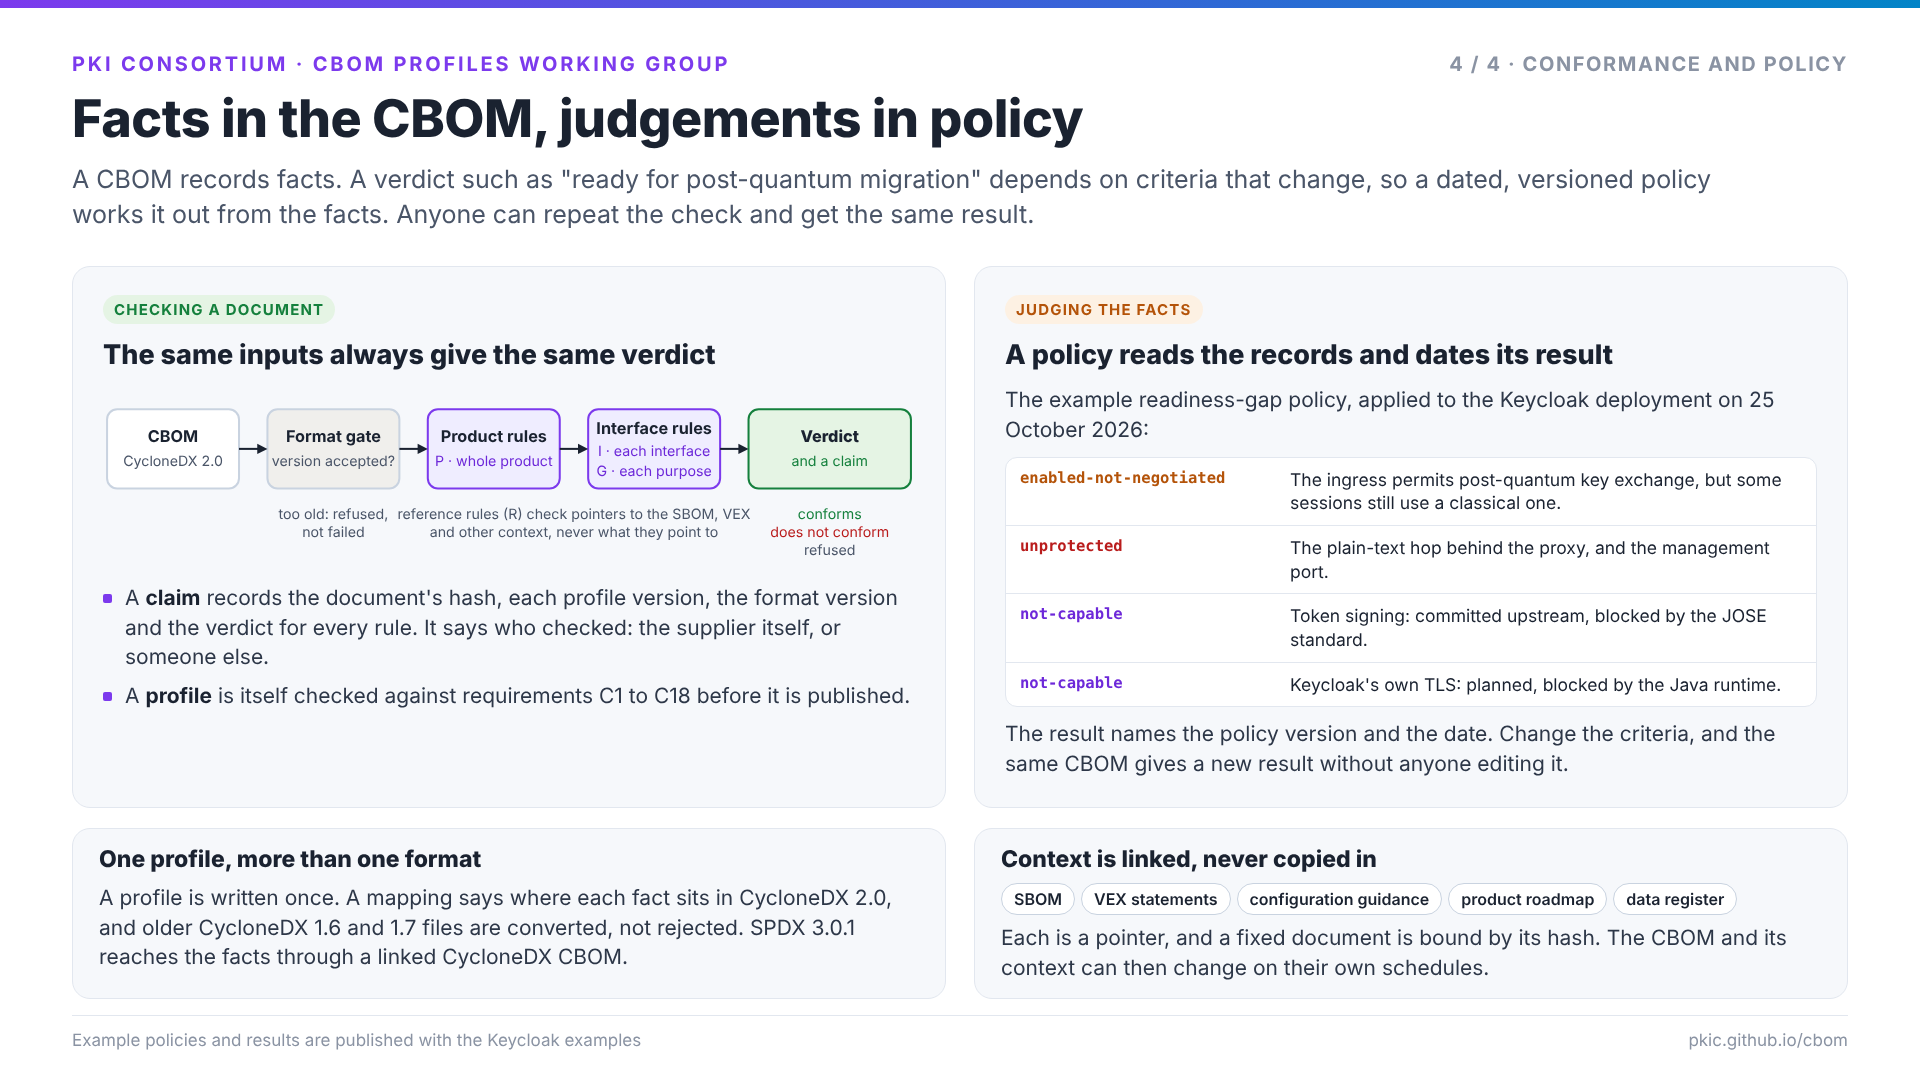 PKI CONSORTIUM · CBOM PROFILES WORKING GROUP
4 / 4 · CONFORMANCE AND POLICY
Facts in the CBOM, judgements in policy
A CBOM records facts. A verdict such as "ready for post-quantum migration" depends on criteria that change, so a dated, versioned policy
works it out from the facts. Anyone can repeat the check and get the same result.
CHECKING A DOCUMENT
The same inputs always give the same verdict
CBOM
CycloneDX 2.0
Format gate
version accepted?
Product rules
P · whole product
Interface rules
I · each interface
G · each purpose
Verdict
and a claim
too old: refused,
not failed
reference rules (R) check pointers to the SBOM, VEX
and other context, never what they point to
conforms
does not conform
refused
A claim records the document's hash, each profile version, the format version
and the verdict for every rule. It says who checked: the supplier itself, or
someone else.
A profile is itself checked against requirements C1 to C18 before it is published.
JUDGING THE FACTS
A policy reads the records and dates its result
The example readiness-gap policy, applied to the Keycloak deployment on 25
October 2026:
enabled-not-negotiated
The ingress permits post-quantum key exchange, but some
sessions still use a classical one.
unprotected
The plain-text hop behind the proxy, and the management
port.
not-capable
Token signing: committed upstream, blocked by the JOSE
standard.
not-capable
Keycloak's own TLS: planned, blocked by the Java runtime.
The result names the policy version and the date. Change the criteria, and the
same CBOM gives a new result without anyone editing it.
One profile, more than one format
A profile is written once. A mapping says where each fact sits in CycloneDX 2.0,
and older CycloneDX 1.6 and 1.7 files are converted, not rejected. SPDX 3.0.1
reaches the facts through a linked CycloneDX CBOM.
Context is linked, never copied in
SBOM
VEX statements
configuration guidance
product roadmap
data register
Each is a pointer, and a fixed document is bound by its hash. The CBOM and its
context can then change on their own schedules.
Example policies and results are published with the Keycloak examples
pkic.github.io/cbom